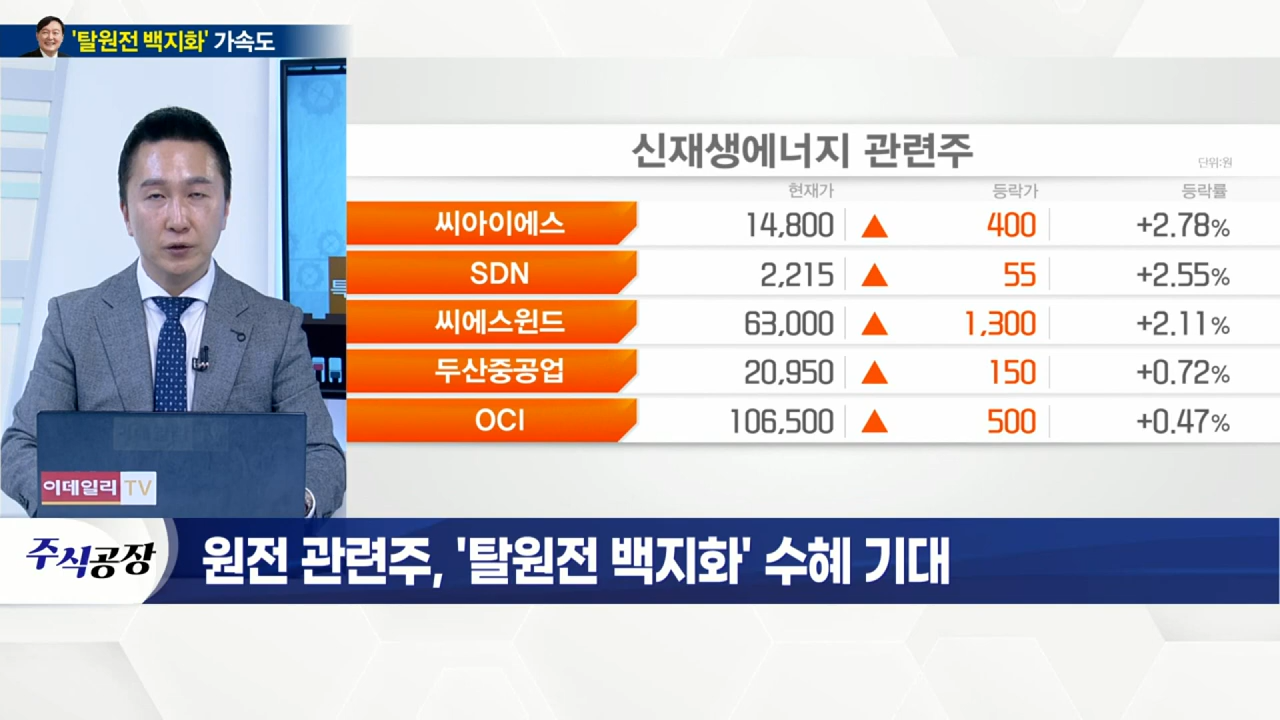 '탈원전 백지화' 가속도
신재생에너지 관련주
단위:원
현재가 등락가 등락률
씨아이에스 14,800 ▲ 400 +2.78%
SDN 2,215 ▲ 55 +2.55%
씨에스윈드 63,000 ▲ 1,300 +2.11%
두산중공업 20,950 ▲ 150 +0.72%
OCI 106,500 ▲ 500 +0.47%
특
이데일리 TV
주식공장
원전 관련주, '탈원전 백지화' 수혜 기대